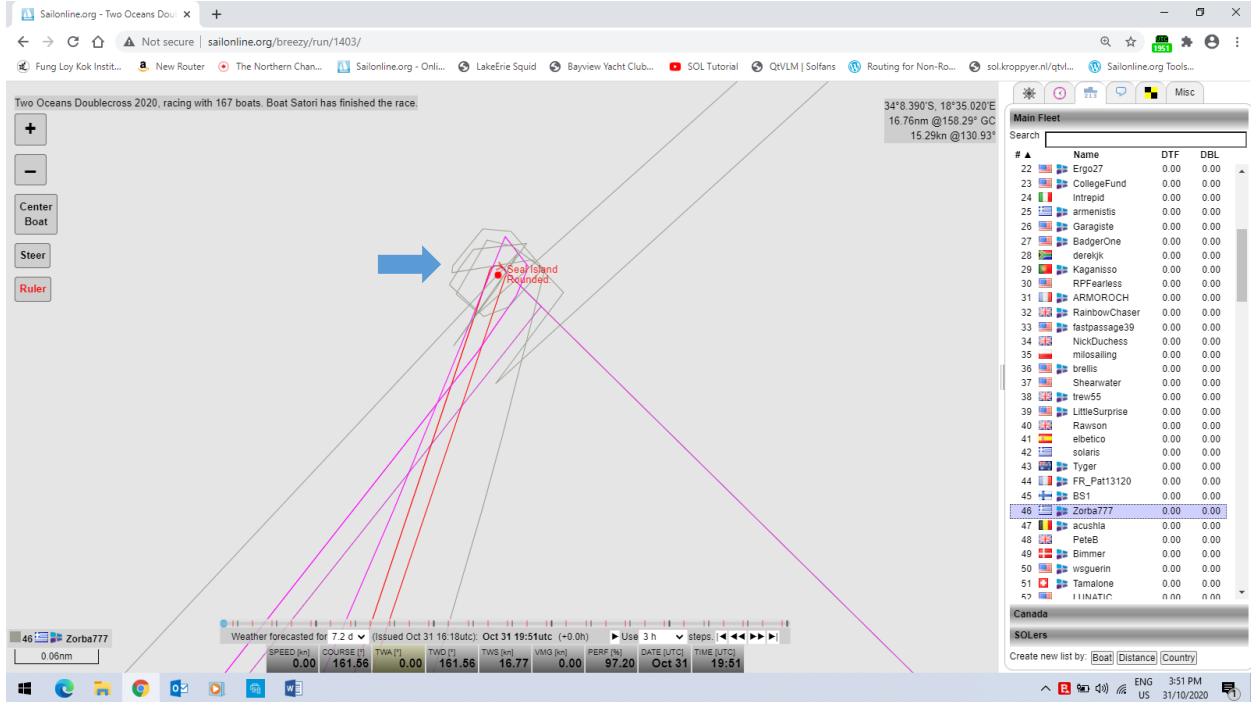 Sailonline.org - Two Oceans Dou
Not secure
sailonline.org/breezy/run/1403/
1951
Fung Loy Kok Instit...
New Router
The Northern Chan...
Sailonline.org - Onli...
LakeErie Squid
Bayview Yacht Club...
SOL Tutorial
QtVLM | Solfans
Routing for Non-Ro...
sol.kroppyer.nl/qtvl...
Sailonline.org Tools...
Two Oceans Doublecross 2020, racing with 167 boats. Boat Satori has finished the race.
34°8.390'S, 18°35.020'E
16.76nm @158.29° GC
15.29kn @130.93°
+
–
Center
Boat
Steer
Ruler
Seal Island
Rounded.
Misc
Main Fleet
Search
# ▲ Name DTF DBL
22 Ergo27 0.00 0.00
23 CollegeFund 0.00 0.00
24 Intrepid 0.00 0.00
25 armenistis 0.00 0.00
26 Garagiste 0.00 0.00
27 BadgerOne 0.00 0.00
28 derekjk 0.00 0.00
29 Kaganisso 0.00 0.00
30 RPFearless 0.00 0.00
31 ARMOROCH 0.00 0.00
32 RainbowChaser 0.00 0.00
33 fastpassage39 0.00 0.00
34 NickDuchess 0.00 0.00
35 milosailing 0.00 0.00
36 brellis 0.00 0.00
37 Shearwater 0.00 0.00
38 trew55 0.00 0.00
39 LittleSurprise 0.00 0.00
40 Rawson 0.00 0.00
41 elbetico 0.00 0.00
42 solaris 0.00 0.00
43 Tyger 0.00 0.00
44 FR_Pat13120 0.00 0.00
45 BS1 0.00 0.00
46 Zorba777 0.00 0.00
47 acushla 0.00 0.00
48 PeteB 0.00 0.00
49 Bimmer 0.00 0.00
50 wsguerin 0.00 0.00
51 Tamalone 0.00 0.00
52 LUNATIC 0.00 0.00
Canada
SOLers
Create new list by: Boat Distance Country
46 Zorba777
0.06nm
Weather forecasted for 7.2 d (Issued Oct 31 16:18utc): Oct 31 19:51utc (+0.0h) Use 3 h steps.
SPEED [kn] COURSE [°] TWA [°] TWD [°] TWS [kn] VMG [kn] PERF [%] DATE [UTC] TIME [UTC]
0.00 161.56 0.00 161.56 16.77 0.00 97.20 Oct 31 19:51
ENG 3:51 PM
US 31/10/2020